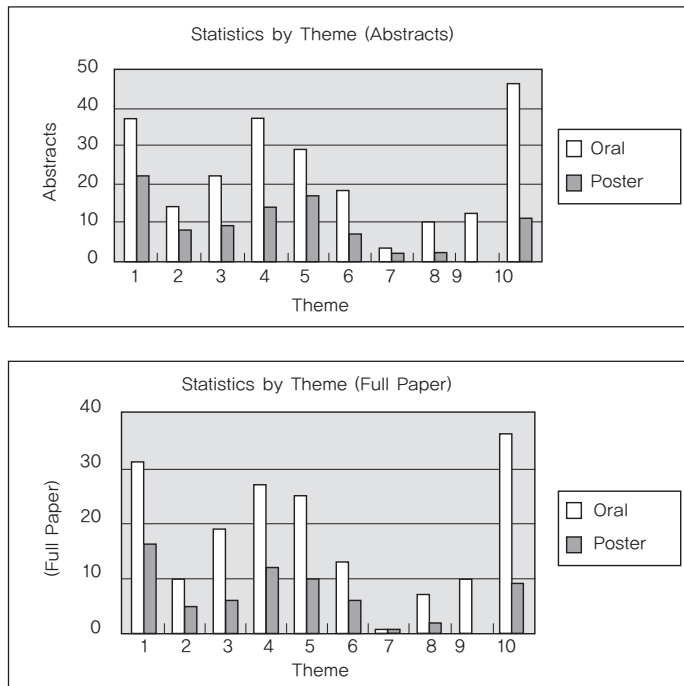 Statistics by Theme (Abstracts)
50
40
30
20
10
0
Abstracts
1 2 3 4 5 6 7 8 9 10
Theme
Oral
Poster
Statistics by Theme (Full Paper)
40
30
20
10
0
(Full Paper)
1 2 3 4 5 6 7 8 9 10
Theme
Oral
Poster